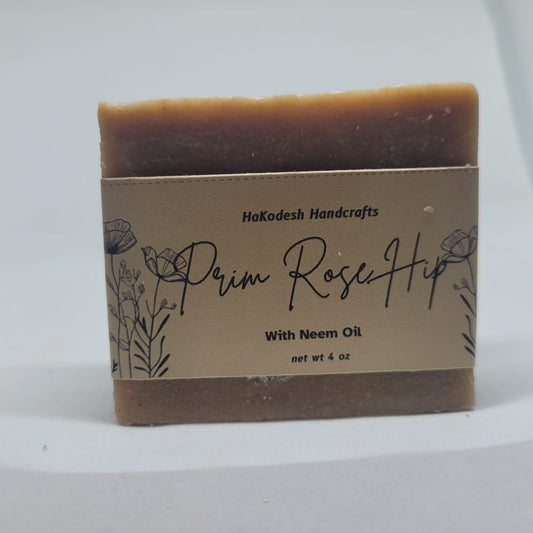 HaKodesh Handcrafts
Prim Rose Hip
With Neem Oil
net wt 4 oz